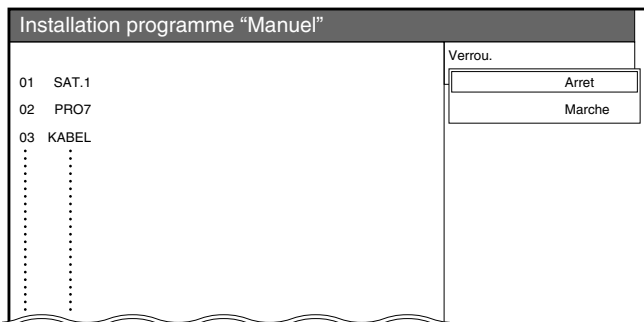 Installation programme “Manuel”
Verrou.
Arret
Marche
01 SAT.1
02 PRO7
03 KABEL